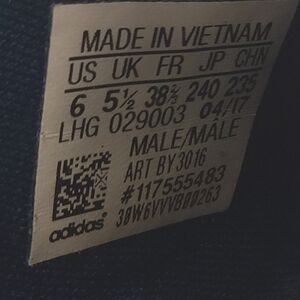 MADE IN VIETNAM
US UK FR JP CHN
6 5½ 38⅔ 240 235
LHG 029003 04/17
MALE/MALE
ART BY3016
#117555483
30W6VVVB00263
adidas